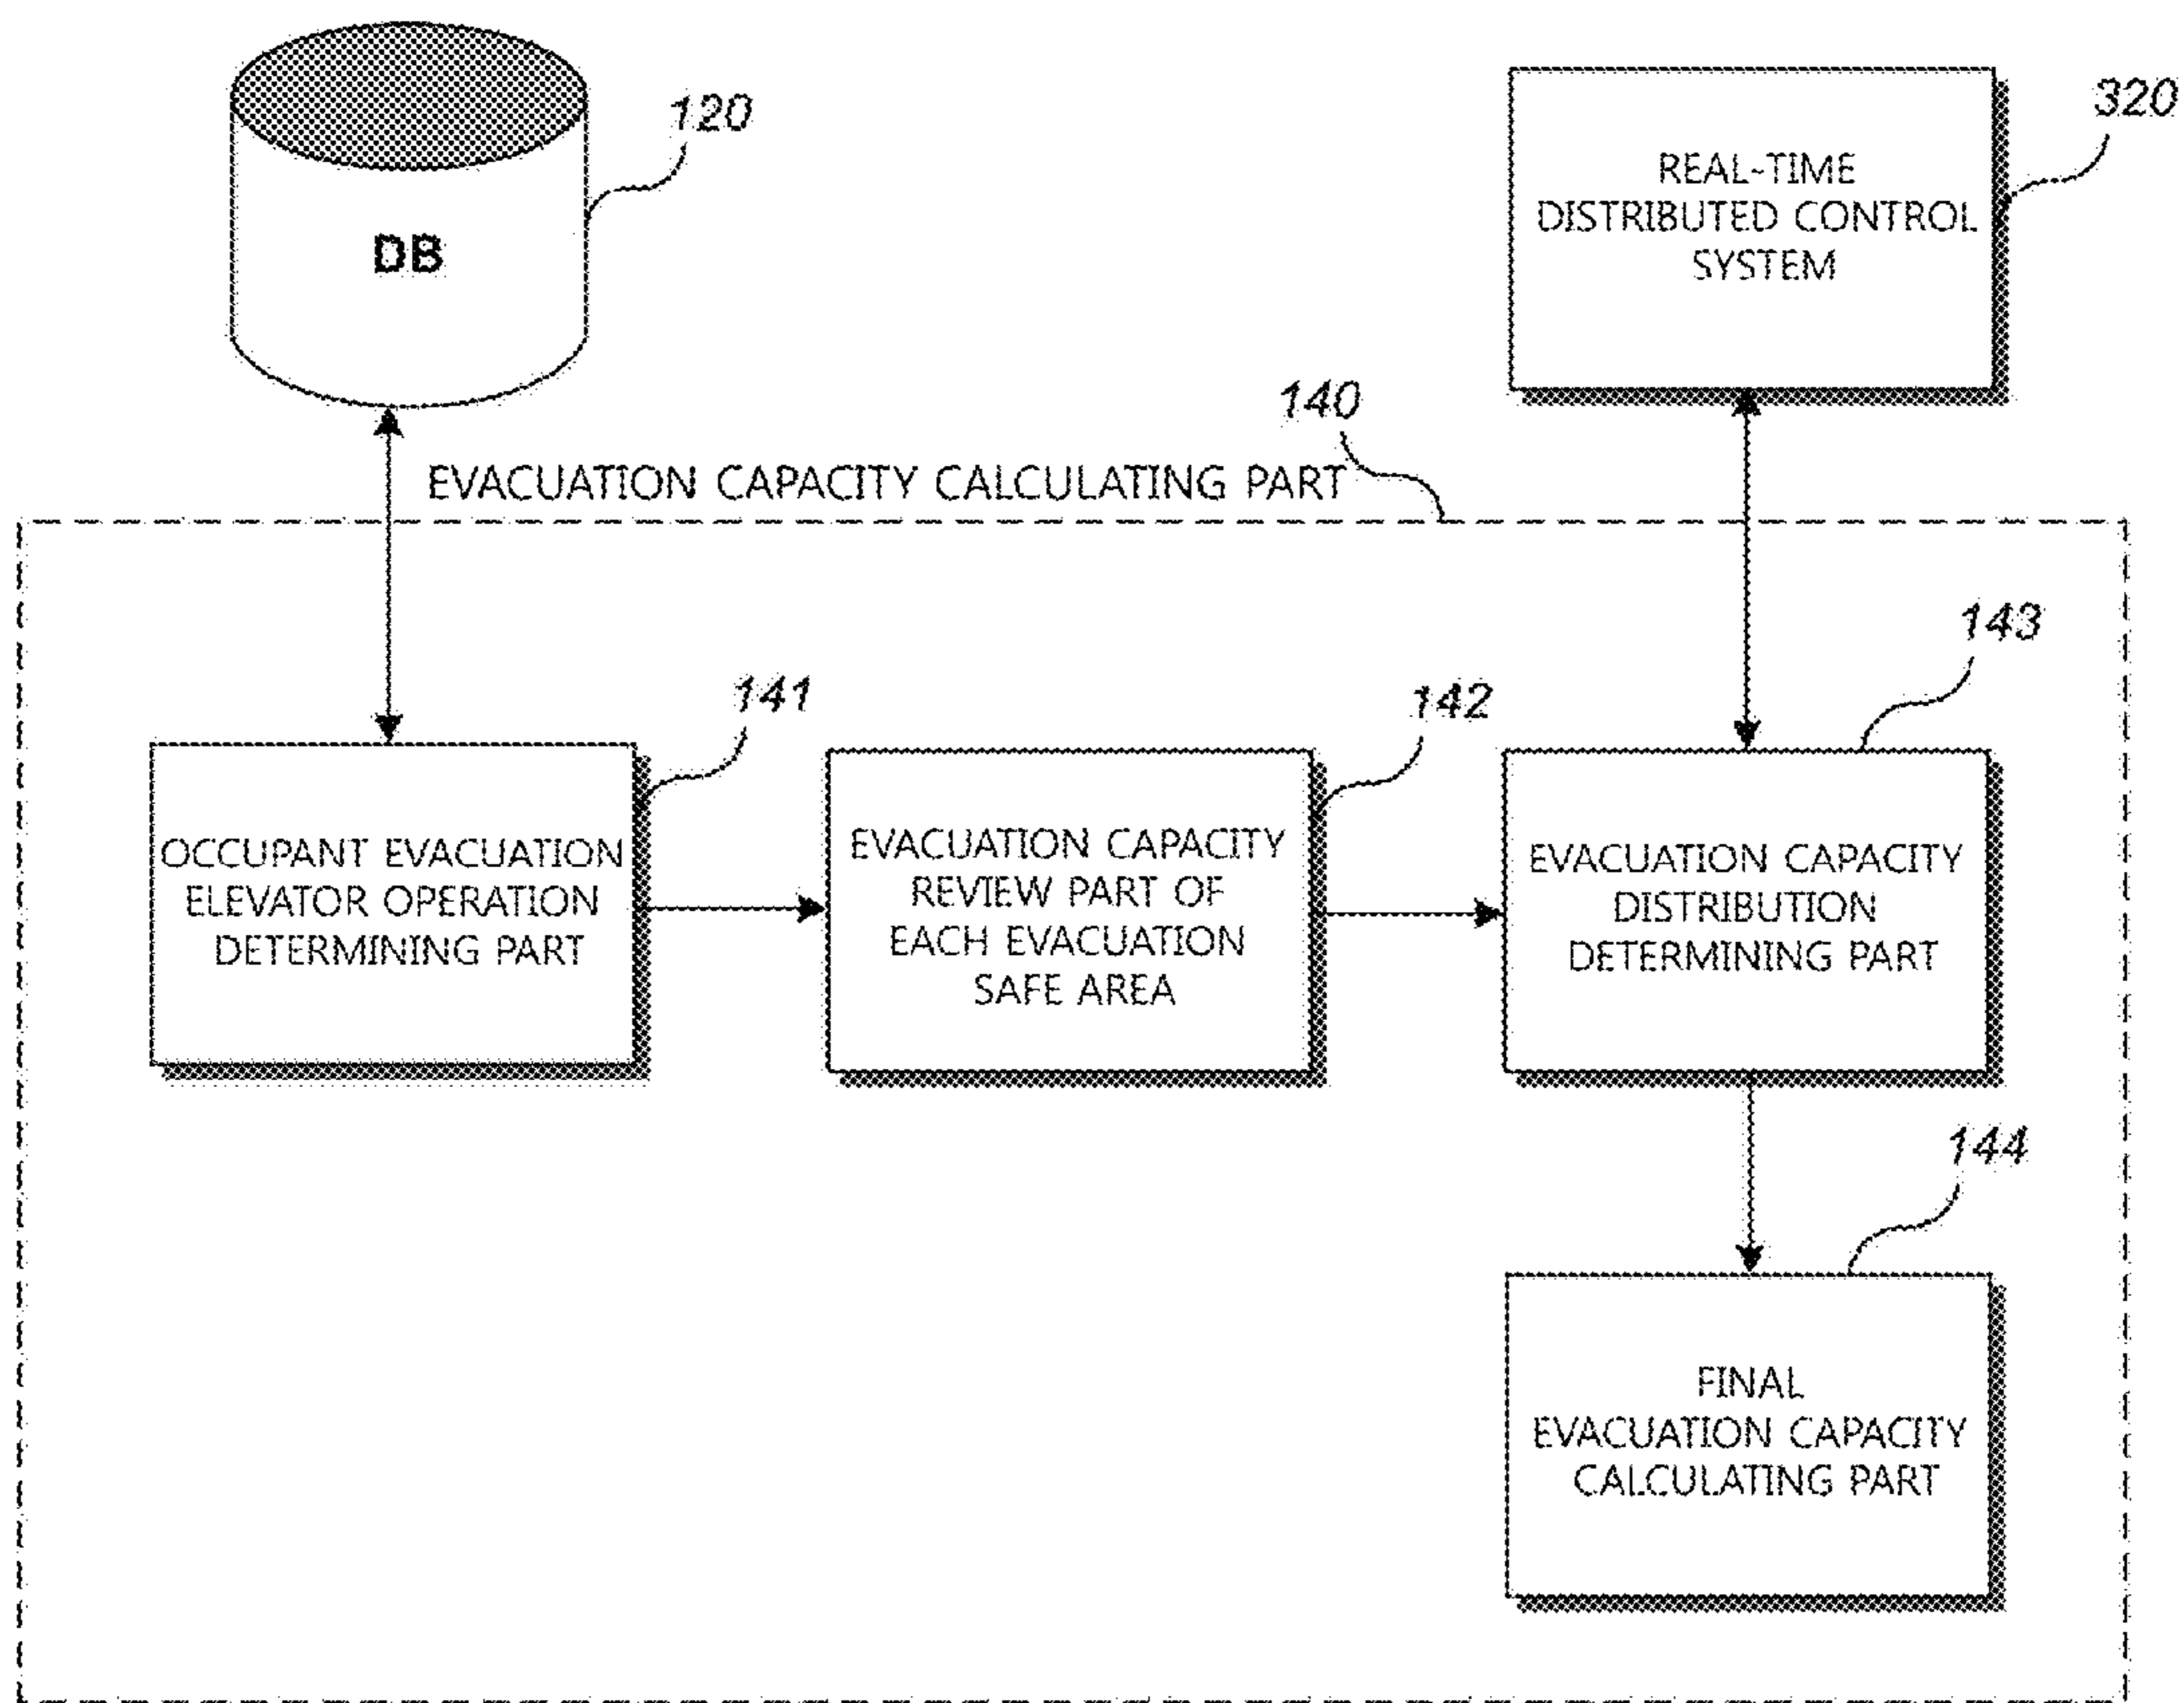 120
DB
320
REAL-TIME
DISTRIBUTED CONTROL
SYSTEM
140
EVACUATION CAPACITY CALCULATING PART
141
OCCUPANT EVACUATION
ELEVATOR OPERATION
DETERMINING PART
142
EVACUATION CAPACITY
REVIEW PART OF
EACH EVACUATION
SAFE AREA
143
EVACUATION CAPACITY
DISTRIBUTION
DETERMINING PART
144
FINAL
EVACUATION CAPACITY
CALCULATING PART